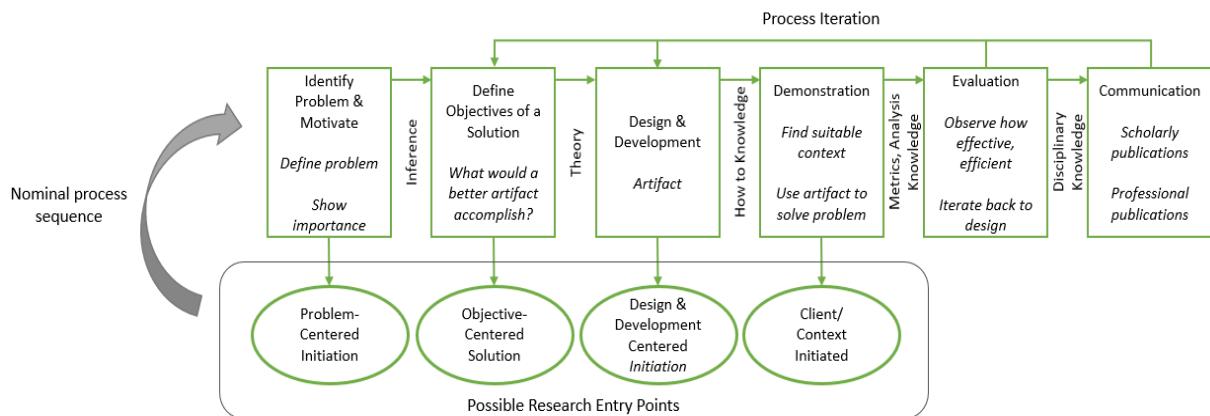 Process Iteration
Nominal process
sequence
Identify
Problem &
Motivate
Define problem
Show
importance
Inference
Define
Objectives of a
Solution
What would a
better artifact
accomplish?
Theory
Design &
Development
Artifact
How to Knowledge
Demonstration
Find suitable
context
Use artifact to
solve problem
Metrics, Analysis
Knowledge
Evaluation
Observe how
effective,
efficient
Iterate back to
design
Disciplinary
Knowledge
Communication
Scholarly
publications
Professional
publications
Problem-
Centered
Initiation
Objective-
Centered
Solution
Design &
Development
Centered
Initiation
Client/
Context
Initiated
Possible Research Entry Points